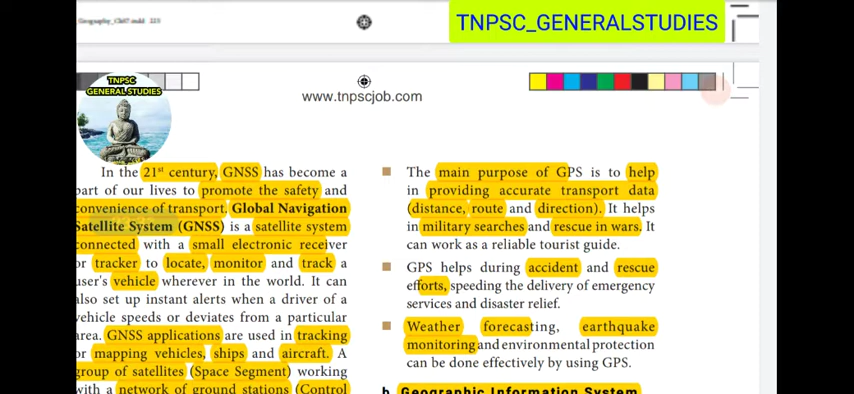 Geography_Ch07.indd 223
TNPSC_GENERALSTUDIES
TNPSC
GENERAL STUDIES
www.tnpscjob.com
In the 21st century, GNSS has become a
part of our lives to promote the safety and
convenience of transport. Global Navigation
Satellite System (GNSS) is a satellite system
connected with a small electronic receiver
or tracker to locate, monitor and track a
user's vehicle wherever in the world. It can
also set up instant alerts when a driver of a
vehicle speeds or deviates from a particular
area. GNSS applications are used in tracking
or mapping vehicles, ships and aircraft. A
group of satellites (Space Segment) working
with a network of ground stations (Control
The main purpose of GPS is to help
in providing accurate transport data
(distance, route and direction). It helps
in military searches and rescue in wars. It
can work as a reliable tourist guide.
GPS helps during accident and rescue
efforts, speeding the delivery of emergency
services and disaster relief.
Weather forecasting, earthquake
monitoring and environmental protection
can be done effectively by using GPS.
b. Geographic Information System